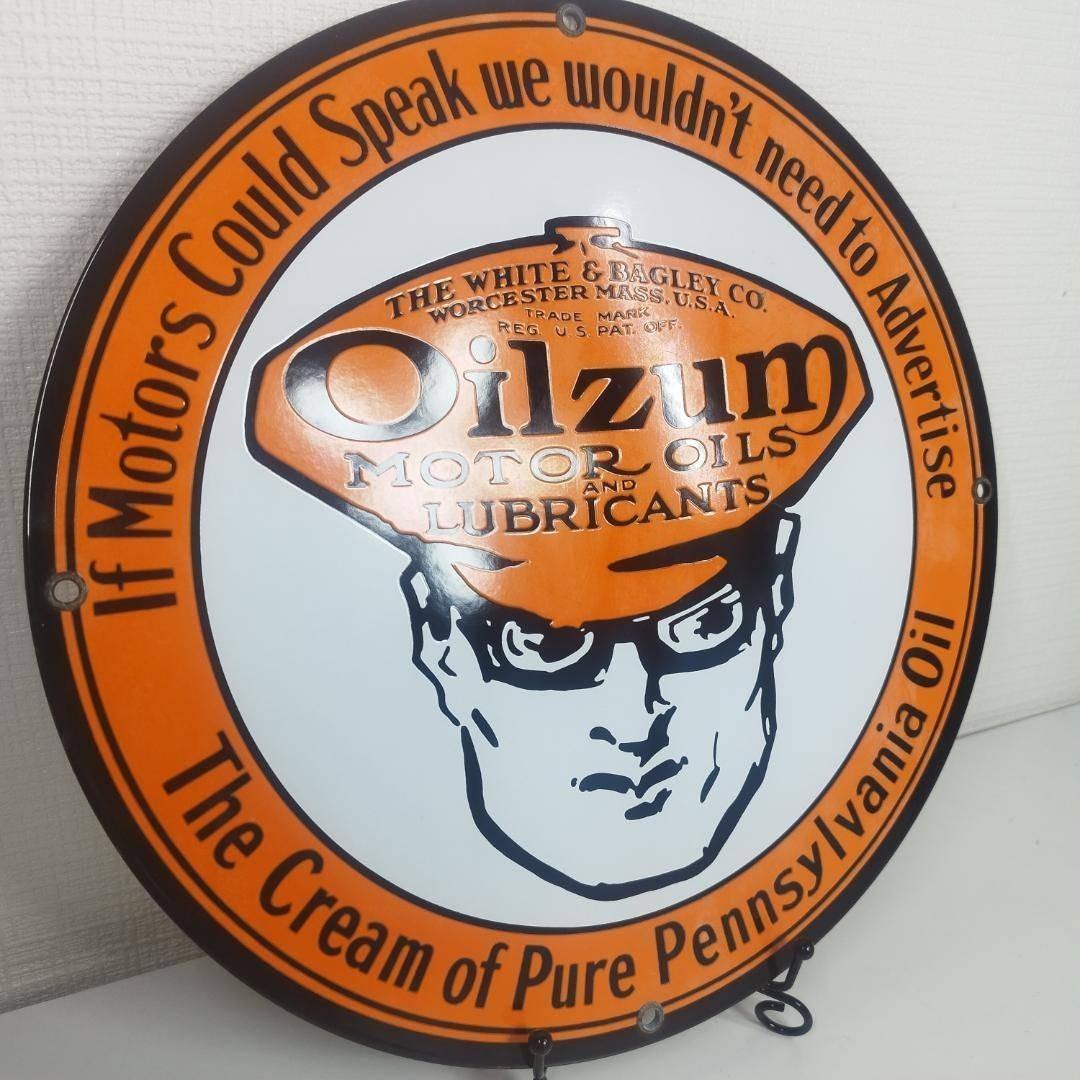 If Motors Could Speak we wouldn't need to Advertise
THE WHITE & BAGLEY CO.
WORCESTER MASS. U.S.A.
TRADE MARK
REG. U.S. PAT. OFF.
Oilzum
MOTOR OILS
AND
LUBRICANTS
The Cream of Pure Pennsylvania Oil